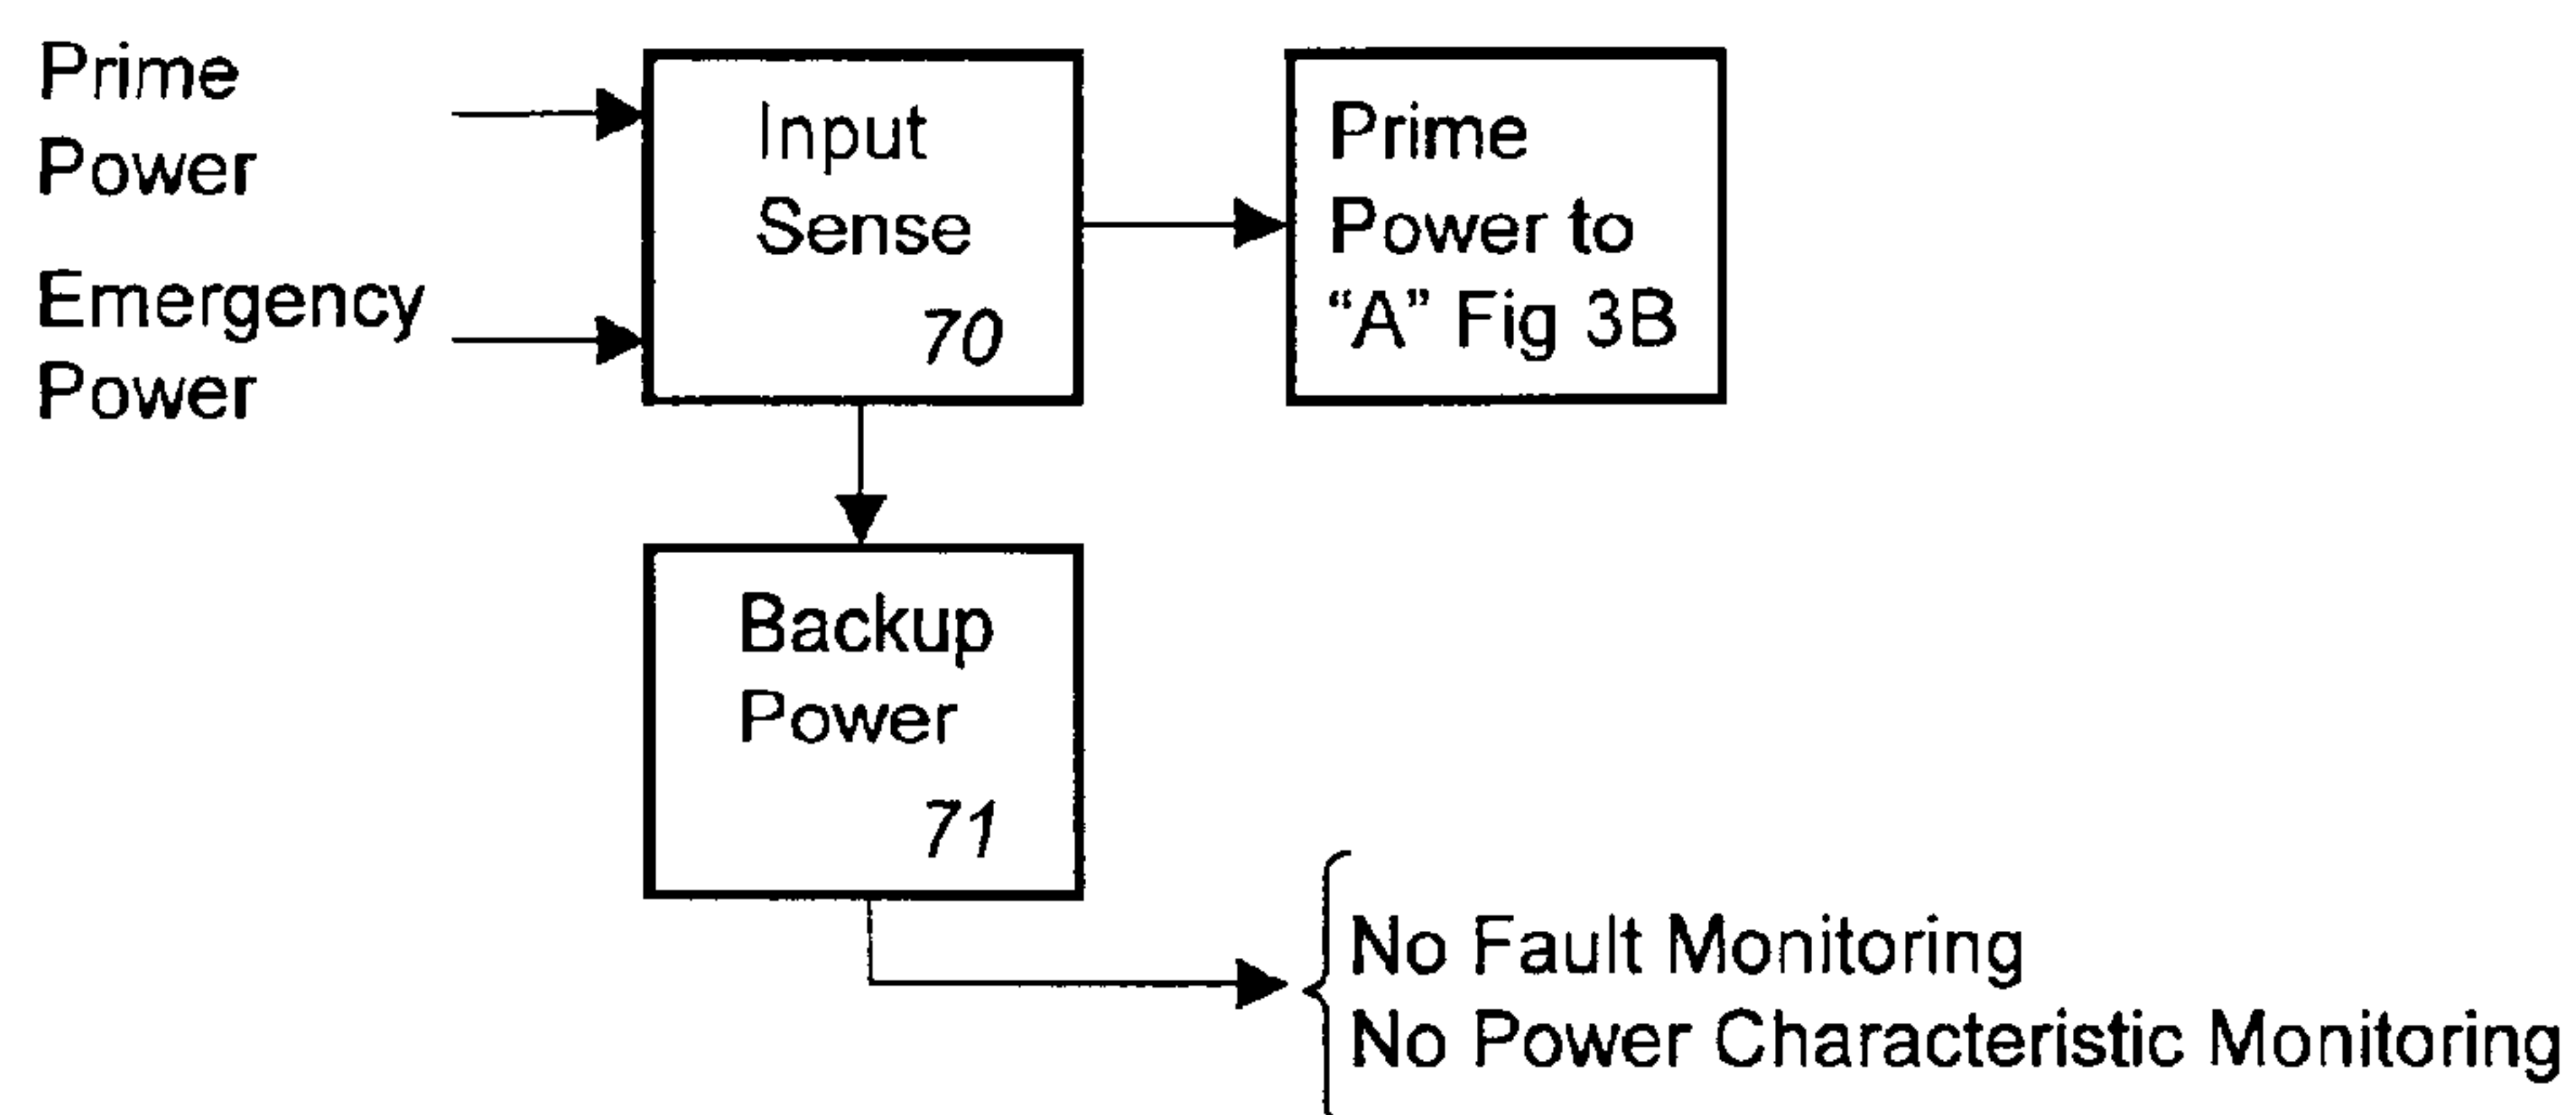 Prime
Power
Emergency
Power
Input
Sense
70
Prime
Power to
“A” Fig 3B
Backup
Power
71
No Fault Monitoring
No Power Characteristic Monitoring